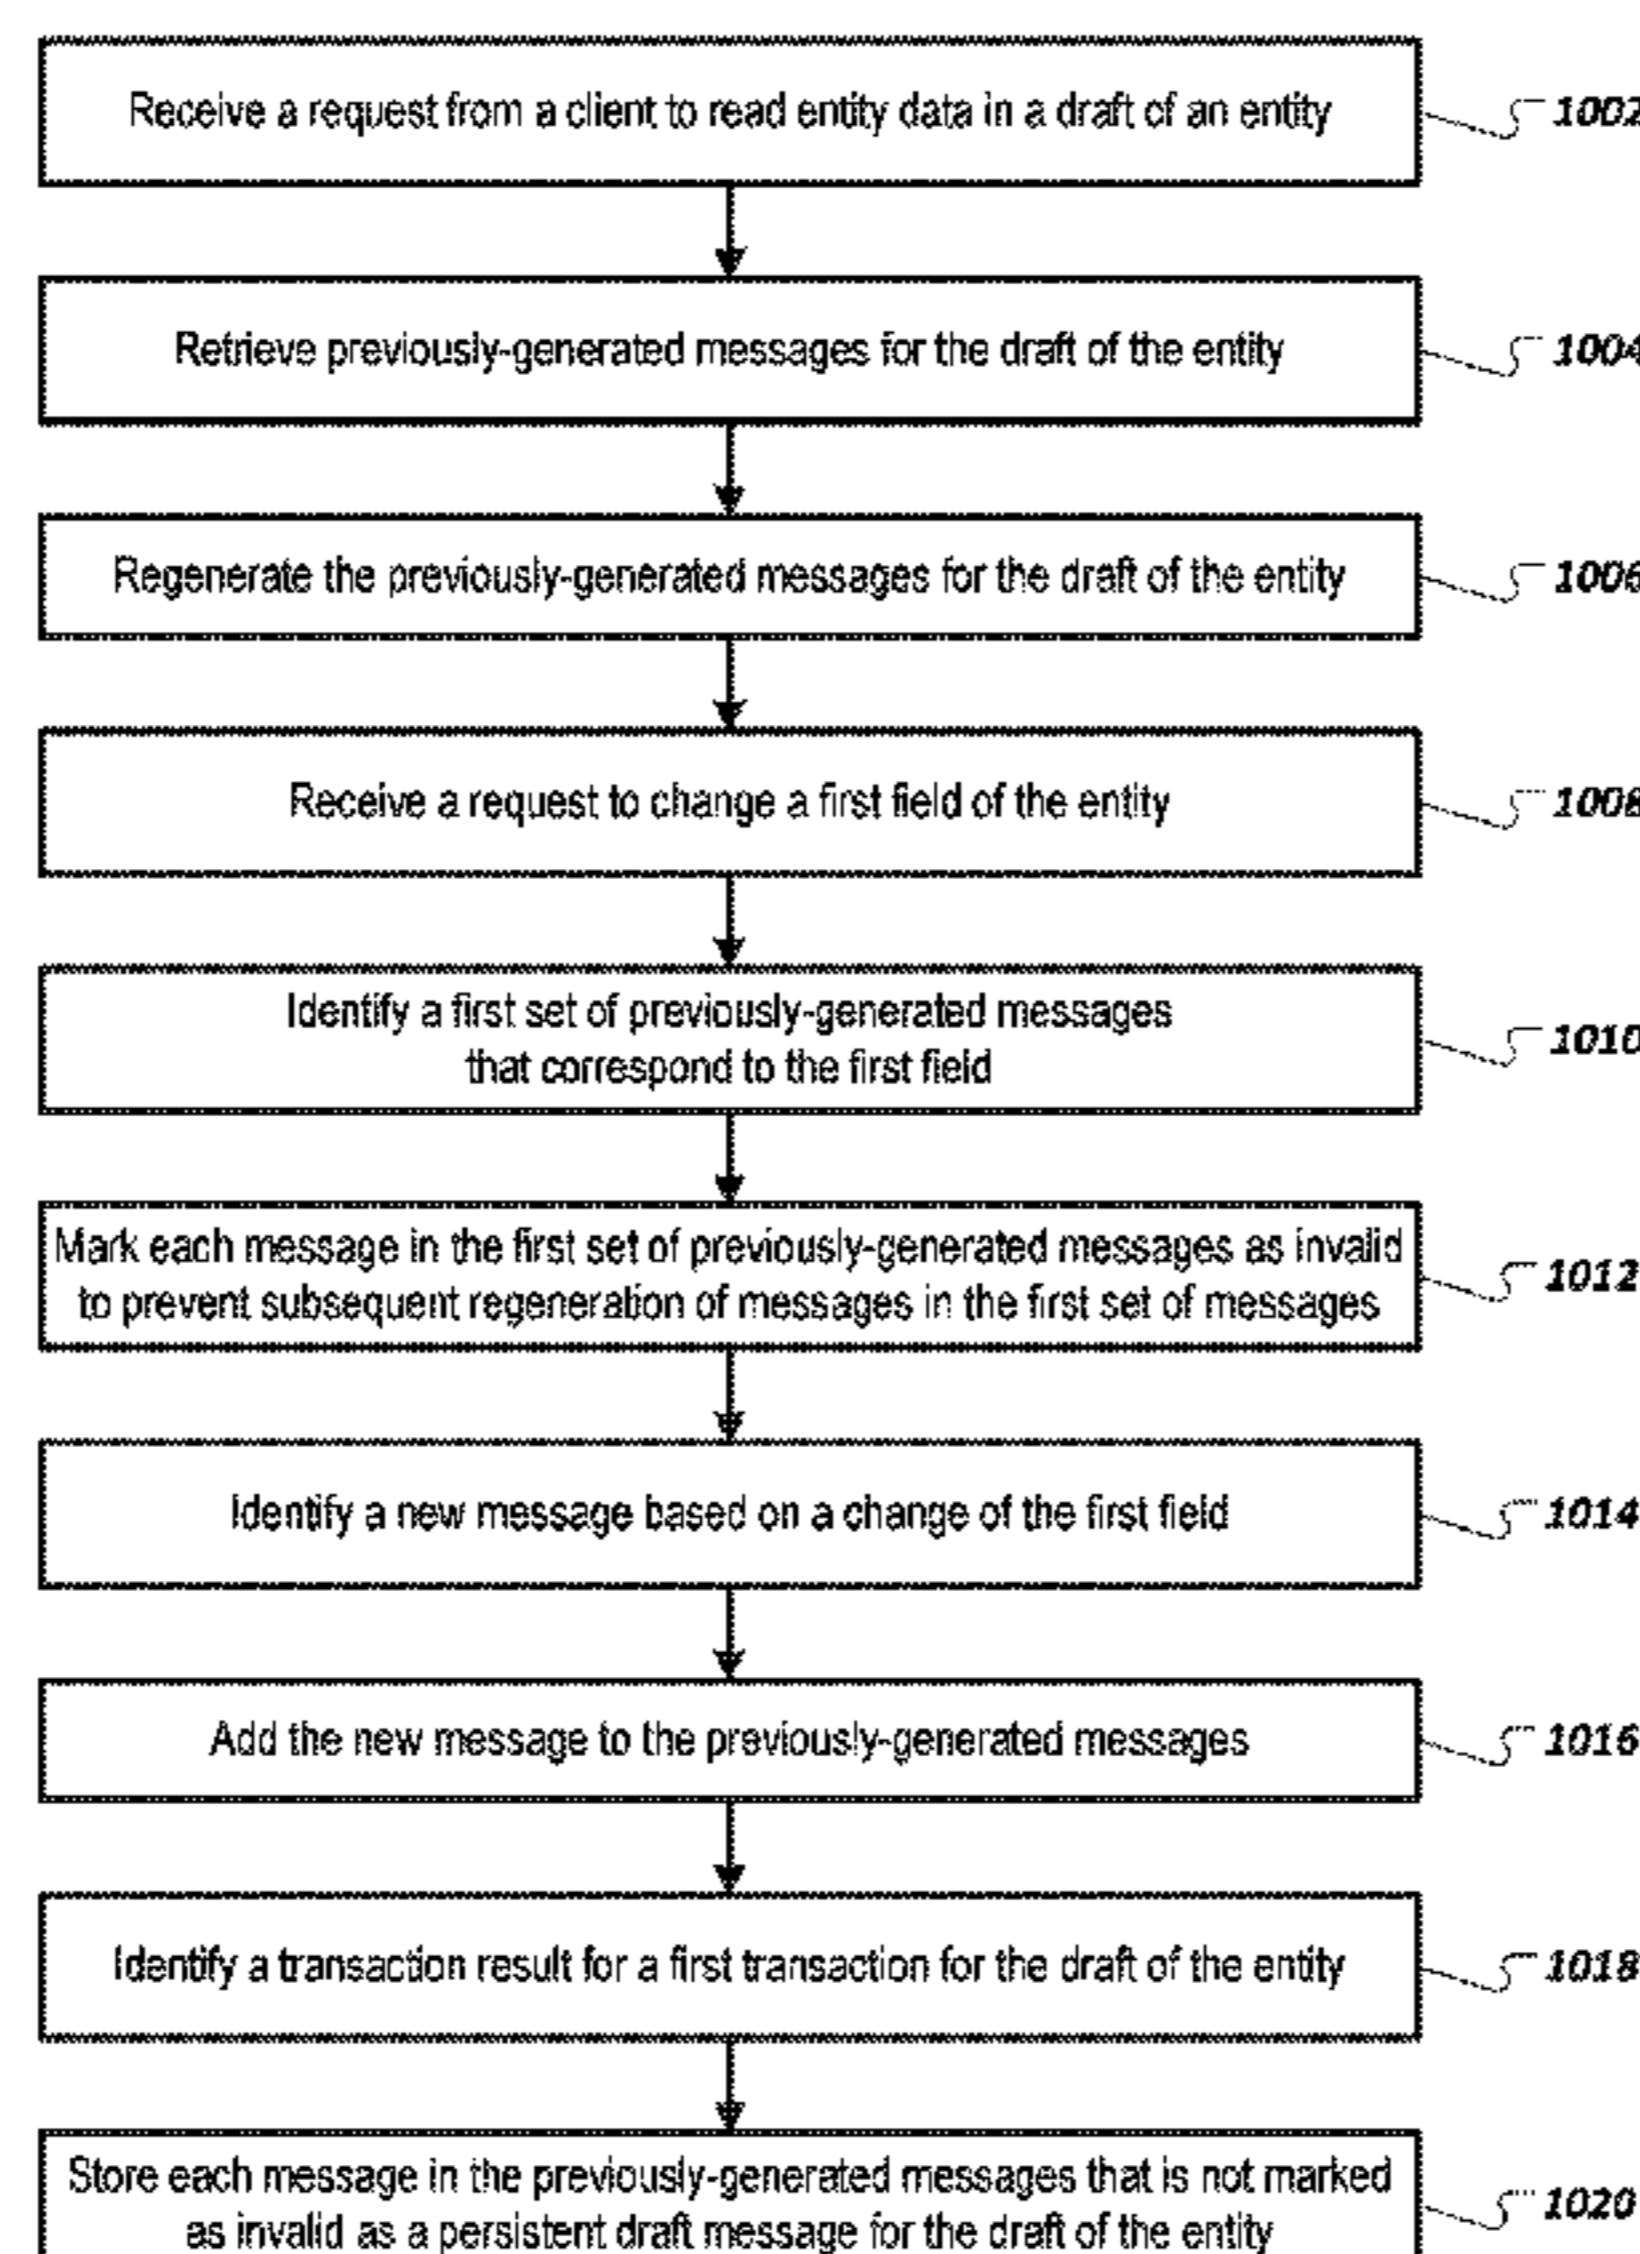 Receive a request from a client to read entity data in a draft of an entity
1002
Retrieve previously-generated messages for the draft of the entity
1004
Regenerate the previously-generated messages for the draft of the entity
1006
Receive a request to change a first field of the entity
1008
Identify a first set of previously-generated messages
that correspond to the first field
1010
Mark each message in the first set of previously-generated messages as invalid
to prevent subsequent regeneration of messages in the first set of messages
1012
Identify a new message based on a change of the first field
1014
Add the new message to the previously-generated messages
1016
Identify a transaction result for a first transaction for the draft of the entity
1018
Store each message in the previously-generated messages that is not marked
as invalid as a persistent draft message for the draft of the entity
1020